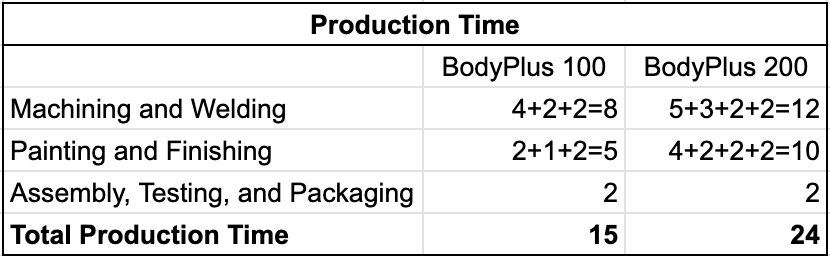 Production Time
BodyPlus 100 BodyPlus 200
Machining and Welding 4+2+2=8 5+3+2+2=12
Painting and Finishing 2+1+2=5 4+2+2+2=10
Assembly, Testing, and Packaging 2 2
Total Production Time 15 24